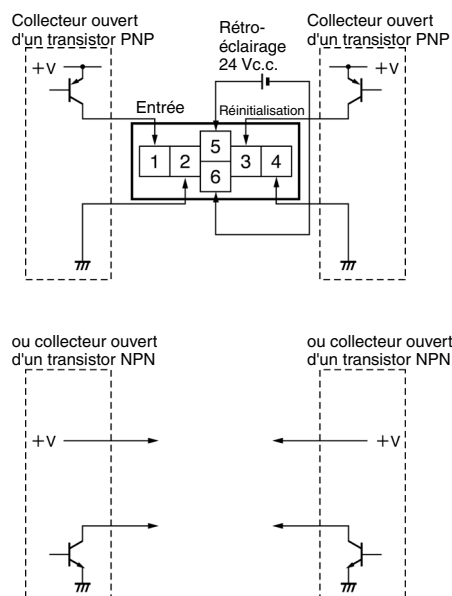 Collecteur ouvert
d'un transistor PNP
Rétro-
éclairage
24 Vc.c.
Collecteur ouvert
d'un transistor PNP
+V
+V
Entrée
Réinitialisation
1 2 5 3 4
6
ou collecteur ouvert
d'un transistor NPN
ou collecteur ouvert
d'un transistor NPN
+V
+V